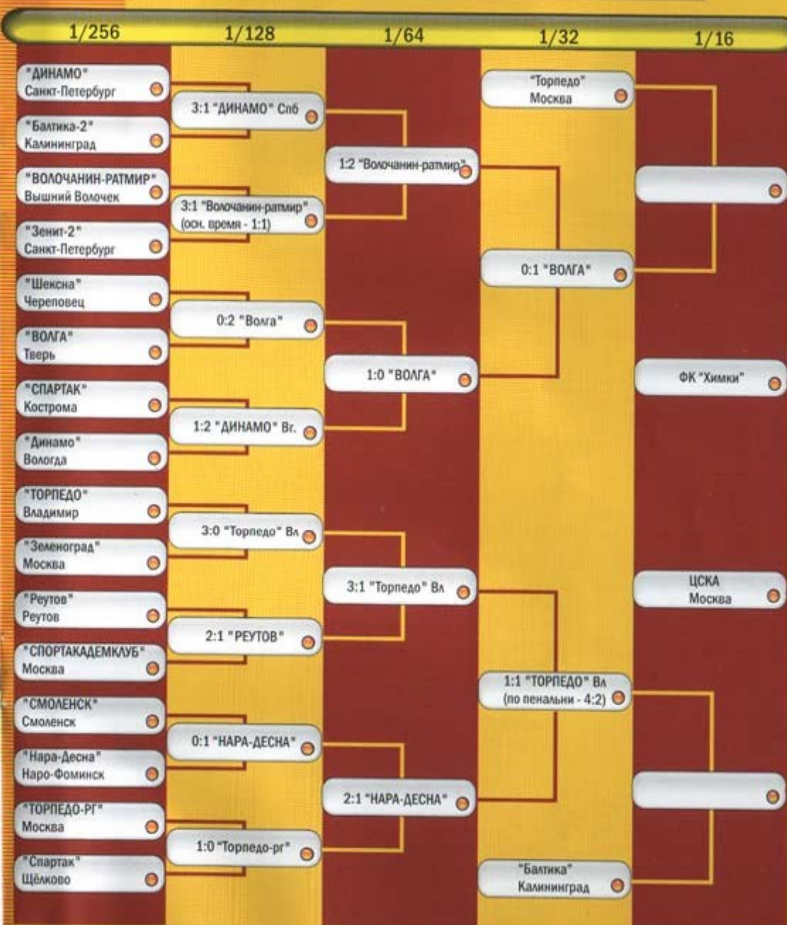 1/256
1/128
1/64
1/32
1/16
"ДИНАМО"
Санкт-Петербург
"Балтика-2"
Калининград
"ВОЛОЧАНИН-РАТМИР"
Вышний Волочек
"Зенит-2"
Санкт-Петербург
"Шексна"
Череповец
"ВОЛГА"
Тверь
"СПАРТАК"
Кострома
"Динамо"
Вологда
"ТОРПЕДО"
Владимир
"Зеленоград"
Москва
"Реутов"
Реутов
"СПОРТАКАДЕМКЛУБ"
Москва
"СМОЛЕНСК"
Смоленск
"Нара-Десна"
Наро-Фоминск
"ТОРПЕДО-РГ"
Москва
"Спартак"
Щёлково
3:1 "ДИНАМО" Спб
3:1 "Волочанин-ратмир"
(осн. время - 1:1)
0:2 "Волга"
1:2 "ДИНАМО" Вг.
3:0 "Торпедо" Вл
2:1 "РЕУТОВ"
0:1 "НАРА-ДЕСНА"
1:0 "Торпедо-рг"
1:2 "Волочанин-ратмир"
1:0 "ВОЛГА"
3:1 "Торпедо" Вл
2:1 "НАРА-ДЕСНА"
"Торпедо"
Москва
0:1 "ВОЛГА"
1:1 "ТОРПЕДО" Вл
(по пенальни - 4:2)
"Балтика"
Калининград
ФК "Химки"
ЦСКА
Москва